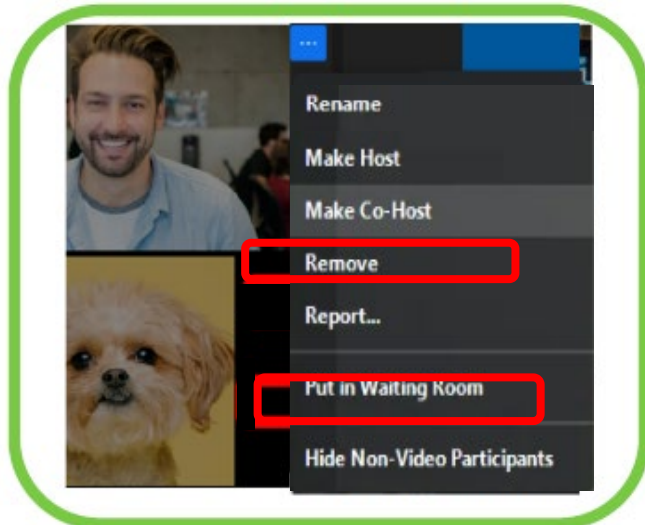 ...
Rename
Make Host
Make Co-Host
Remove
Report...
Put in Waiting Room
Hide Non-Video Participants